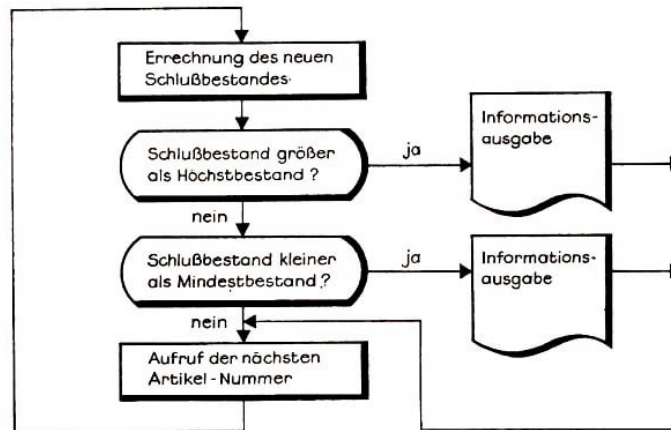 Errechnung des neuen
Schlußbestandes
Schlußbestand größer
als Höchstbestand ?
ja
Informations-
ausgabe
nein
Schlußbestand kleiner
als Mindestbestand ?
ja
Informations-
ausgabe
nein
Aufruf der nächsten
Artikel-Nummer